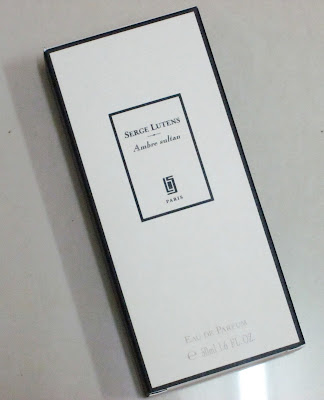 SERGE LUTENS
Ambre sultan
PARIS
EAU DE PARFUM
℮ 50ml 1.6 FL.OZ.